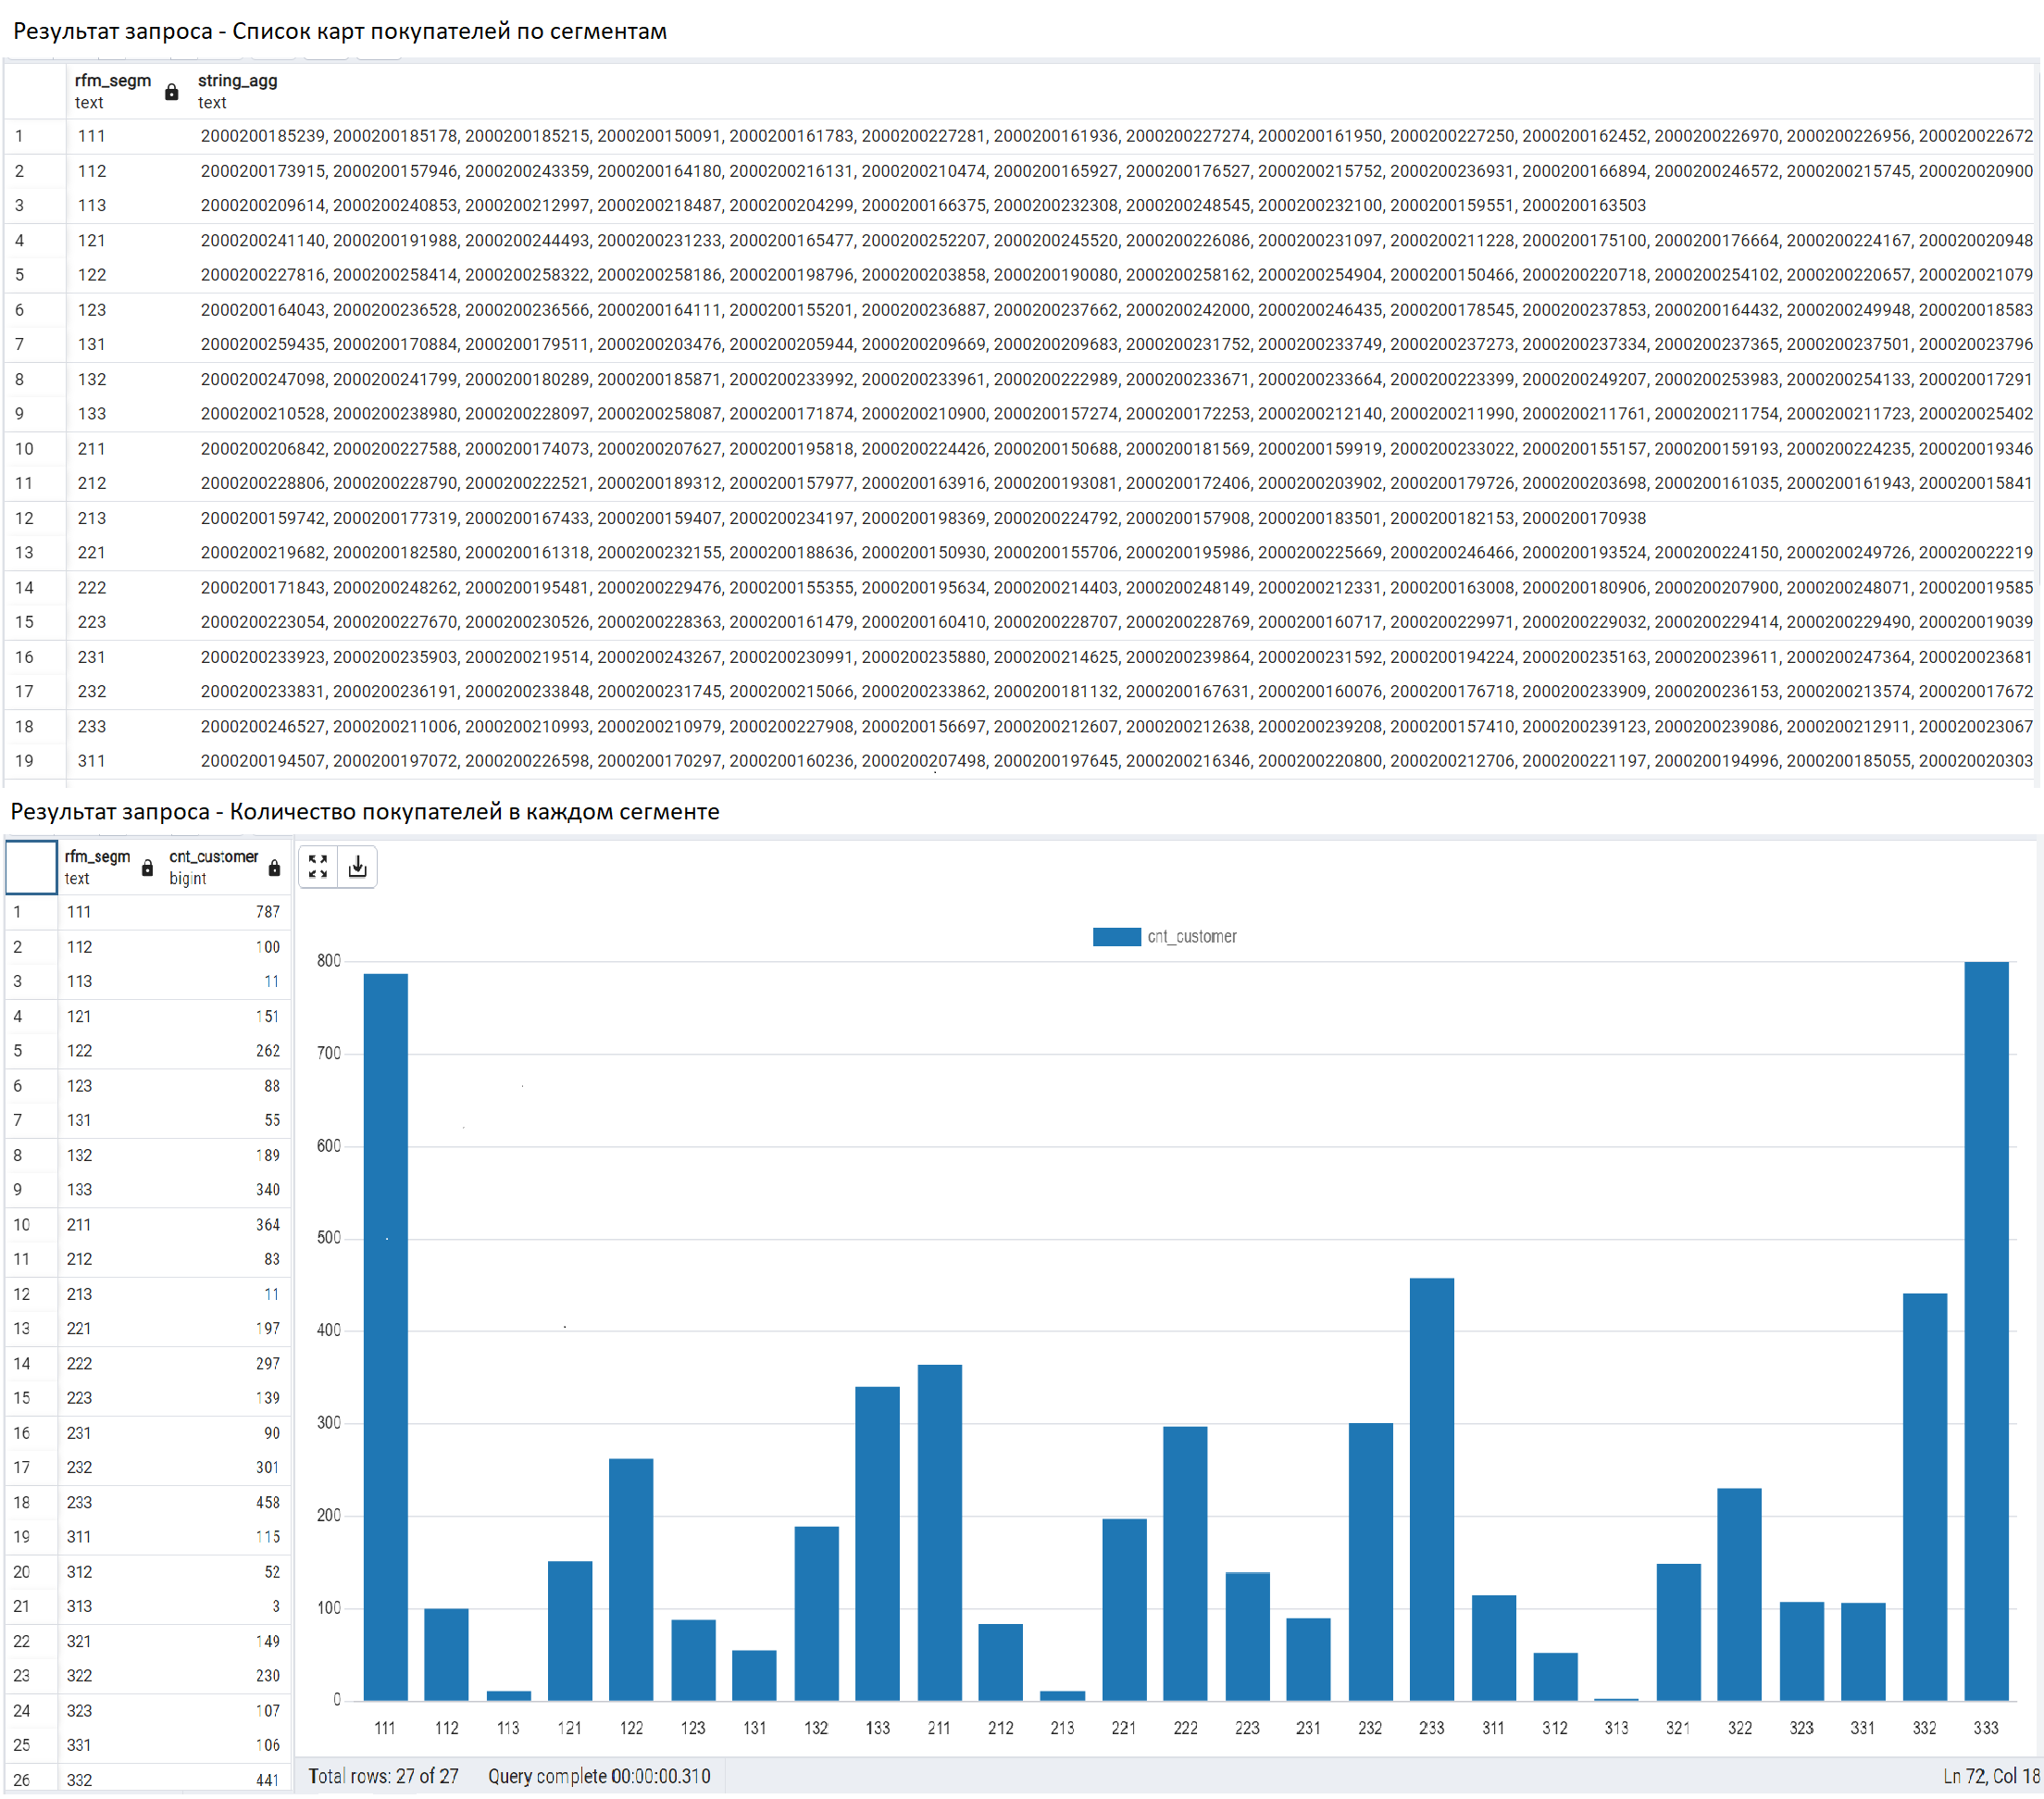 Результат запроса - Список карт покупателей по сегментам
rfm_segm string_agg
text text
1 111 2000200185239, 2000200185178, 2000200185215, 2000200150091, 2000200161783, 2000200227281, 2000200161936, 2000200227274, 2000200161950, 2000200227250, 2000200162452, 2000200226970, 2000200226956, 200020022672
2 112 2000200173915, 2000200157946, 2000200243359, 2000200164180, 2000200216131, 2000200210474, 2000200165927, 2000200176527, 2000200215752, 2000200236931, 2000200166894, 2000200246572, 2000200215745, 200020020900
3 113 2000200209614, 2000200240853, 2000200212997, 2000200218487, 2000200204299, 2000200166375, 2000200232308, 2000200248545, 2000200232100, 2000200159551, 2000200163503
4 121 2000200241140, 2000200191988, 2000200244493, 2000200231233, 2000200165477, 2000200252207, 2000200245520, 2000200226086, 2000200231097, 2000200211228, 2000200175100, 2000200176664, 2000200224167, 200020020948
5 122 2000200227816, 2000200258414, 2000200258322, 2000200258186, 2000200198796, 2000200203858, 2000200190080, 2000200258162, 2000200254904, 2000200150466, 2000200220718, 2000200254102, 2000200220657, 200020021079
6 123 2000200164043, 2000200236528, 2000200236566, 2000200164111, 2000200155201, 2000200236887, 2000200237662, 2000200242000, 2000200246435, 2000200178545, 2000200237853, 2000200164432, 2000200249948, 200020018583
7 131 2000200259435, 2000200170884, 2000200179511, 2000200203476, 2000200205944, 2000200209669, 2000200209683, 2000200231752, 2000200233749, 2000200237273, 2000200237334, 2000200237365, 2000200237501, 200020023796
8 132 2000200247098, 2000200241799, 2000200180289, 2000200185871, 2000200233992, 2000200233961, 2000200222989, 2000200233671, 2000200233664, 2000200223399, 2000200249207, 2000200253983, 2000200254133, 200020017291
9 133 2000200210528, 2000200238980, 2000200228097, 2000200258087, 2000200171874, 2000200210900, 2000200157274, 2000200172253, 2000200212140, 2000200211990, 2000200211761, 2000200211754, 2000200211723, 200020025402
10 211 2000200206842, 2000200227588, 2000200174073, 2000200207627, 2000200195818, 2000200224426, 2000200150688, 2000200181569, 2000200159919, 2000200233022, 2000200155157, 2000200159193, 2000200224235, 200020019346
11 212 2000200228806, 2000200228790, 2000200222521, 2000200189312, 2000200157977, 2000200163916, 2000200193081, 2000200172406, 2000200203902, 2000200179726, 2000200203698, 2000200161035, 2000200161943, 200020015841
12 213 2000200159742, 2000200177319, 2000200167433, 2000200159407, 2000200234197, 2000200198369, 2000200224792, 2000200157908, 2000200183501, 2000200182153, 2000200170938
13 221 2000200219682, 2000200182580, 2000200161318, 2000200232155, 2000200188636, 2000200150930, 2000200155706, 2000200195986, 2000200225669, 2000200246466, 2000200193524, 2000200224150, 2000200249726, 200020022219
14 222 2000200171843, 2000200248262, 2000200195481, 2000200229476, 2000200155355, 2000200195634, 2000200214403, 2000200248149, 2000200212331, 2000200163008, 2000200180906, 2000200207900, 2000200248071, 200020019585
15 223 2000200223054, 2000200227670, 2000200230526, 2000200228363, 2000200161479, 2000200160410, 2000200228707, 2000200228769, 2000200160717, 2000200229971, 2000200229032, 2000200229414, 2000200229490, 200020019039
16 231 2000200233923, 2000200235903, 2000200219514, 2000200243267, 2000200230991, 2000200235880, 2000200214625, 2000200239864, 2000200231592, 2000200194224, 2000200235163, 2000200239611, 2000200247364, 200020023681
17 232 2000200233831, 2000200236191, 2000200233848, 2000200231745, 2000200215066, 2000200233862, 2000200181132, 2000200167631, 2000200160076, 2000200176718, 2000200233909, 2000200236153, 2000200213574, 200020017672
18 233 2000200246527, 2000200211006, 2000200210993, 2000200210979, 2000200227908, 2000200156697, 2000200212607, 2000200212638, 2000200239208, 2000200157410, 2000200239123, 2000200239086, 2000200212911, 200020023067
19 311 2000200194507, 2000200197072, 2000200226598, 2000200170297, 2000200160236, 2000200207498, 2000200197645, 2000200216346, 2000200220800, 2000200212706, 2000200221197, 2000200194996, 2000200185055, 200020020303
Результат запроса - Количество покупателей в каждом сегменте
rfm_segm cnt_customer
text bigint
1 111 787
2 112 100
3 113 11
4 121 151
5 122 262
6 123 88
7 131 55
8 132 189
9 133 340
10 211 364
11 212 83
12 213 11
13 221 197
14 222 297
15 223 139
16 231 90
17 232 301
18 233 458
19 311 115
20 312 52
21 313 3
22 321 149
23 322 230
24 323 107
25 331 106
26 332 441
cnt_customer
800
700
600
500
400
300
200
100
0
111 112 113 121 122 123 131 132 133 211 212 213 221 222 223 231 232 233 311 312 313 321 322 323 331 332 333
Total rows: 27 of 27 Query complete 00:00:00.310 Ln 72, Col 18